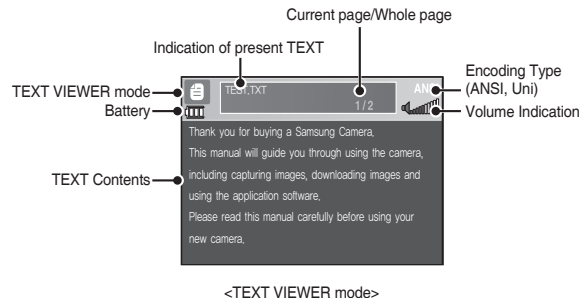 Current page/Whole page
Indication of present TEXT
Encoding Type
(ANSI, Uni)
TEXT VIEWER mode
TEST.TXT
Battery
1 / 2
Volume Indication
Thank you for buying a Samsung Camera.
This manual will guide you through using the camera,
including capturing images, downloading images and
TEXT Contents
using the application software.
Please read this manual carefully before using your
new camera.
<TEXT VIEWER mode>